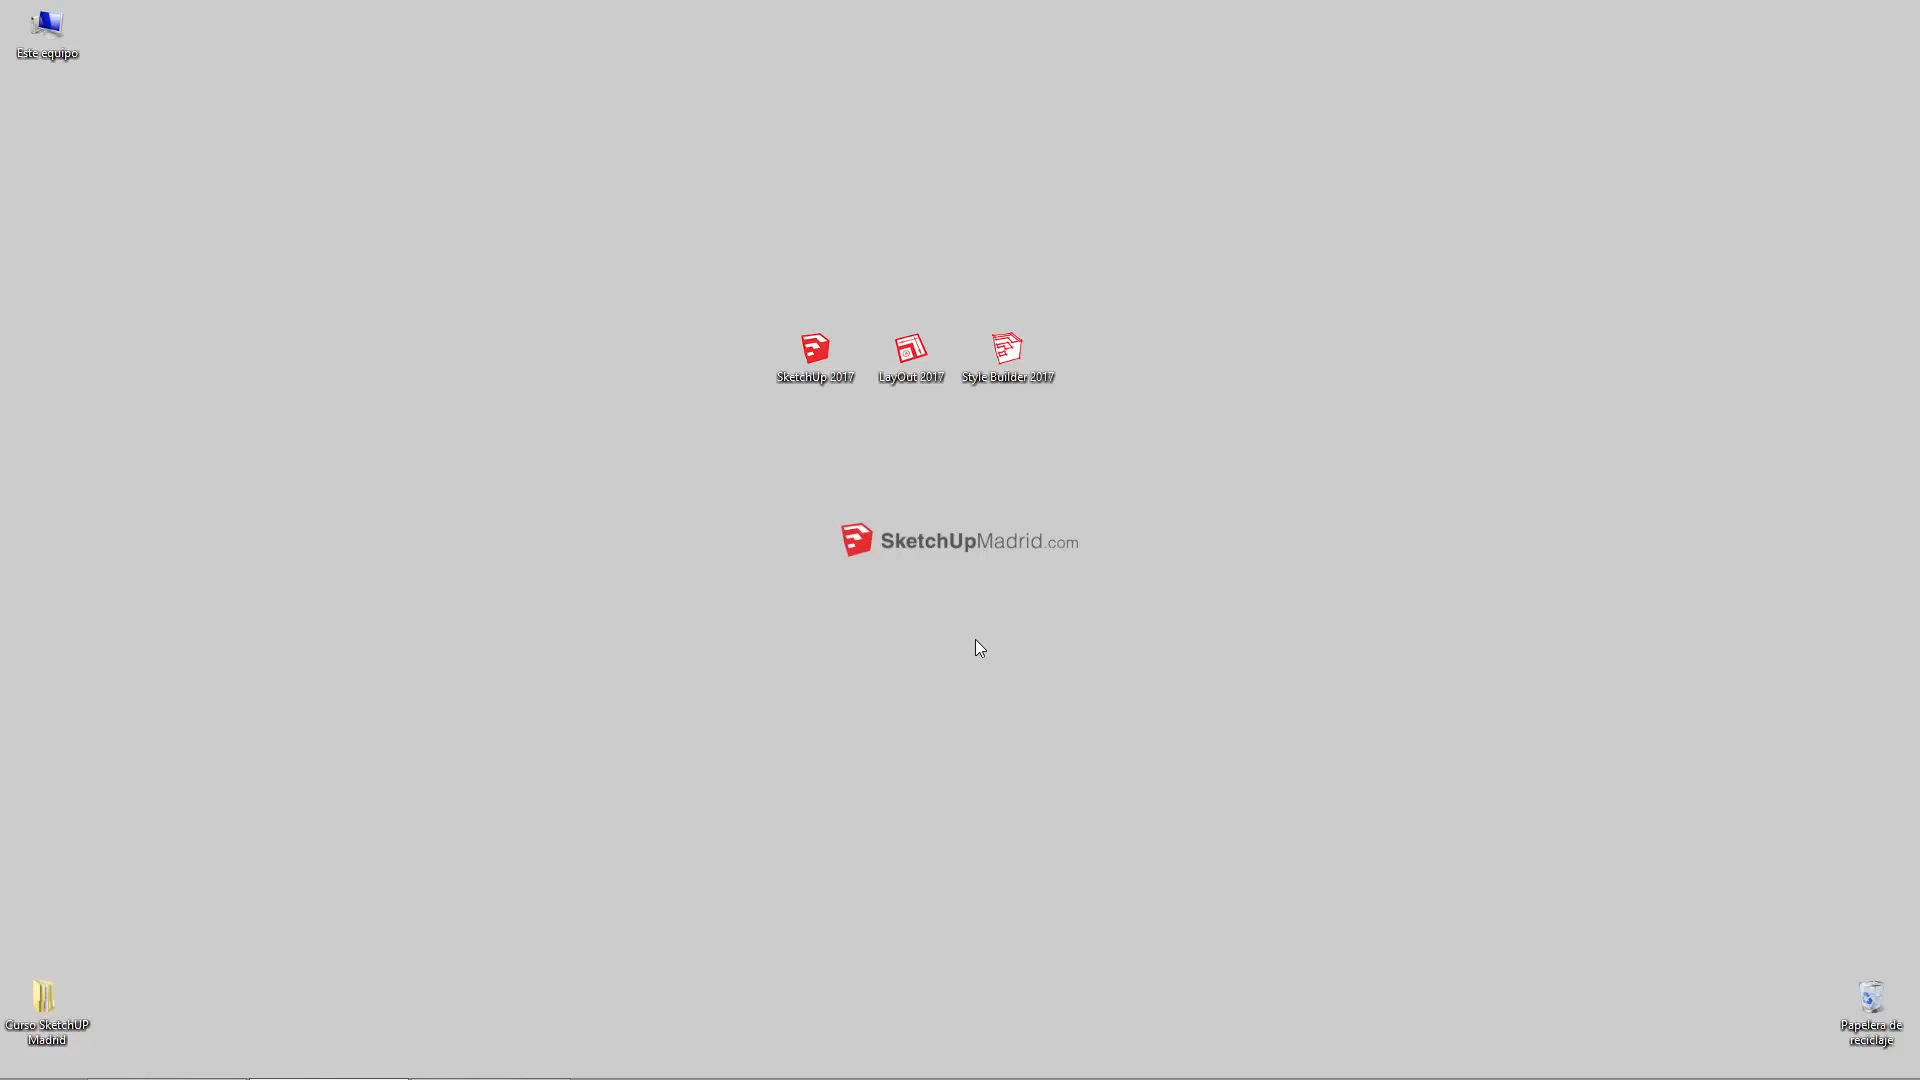 Este equipo
SketchUp 2017
LayOut 2017
Style Builder 2017
SketchUpMadrid.com
Curso SketchUP
Madrid
Papelera de
reciclaje